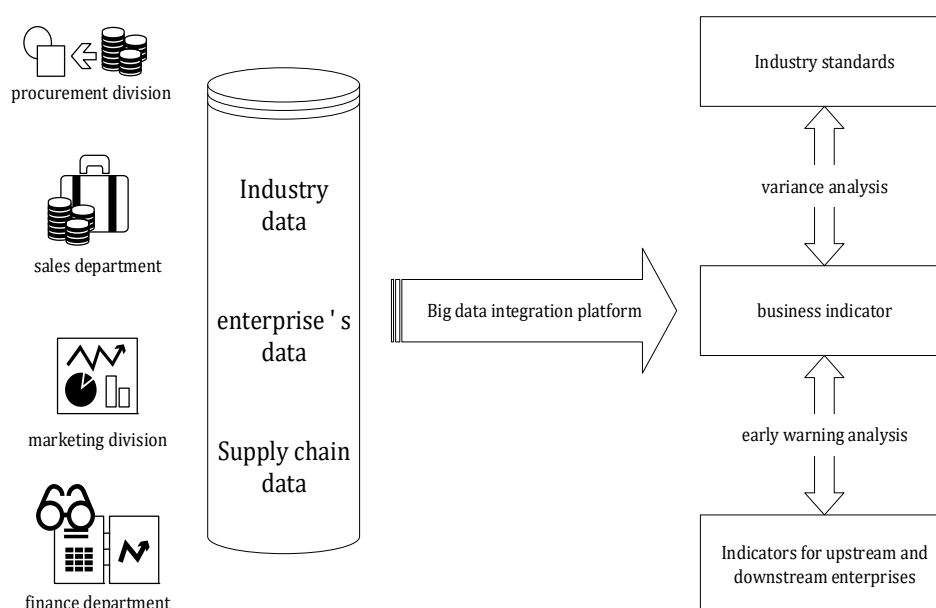 procurement division
sales department
marketing division
finance department
Industry
data
enterprise ' s
data
Supply chain
data
Big data integration platform
Industry standards
variance analysis
business indicator
early warning analysis
Indicators for upstream and
downstream enterprises